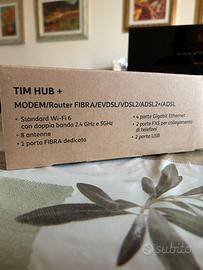 TIM HUB +
MODEM/Router FIBRA/EVDSL/VDSL2/ADSL2+/ADSL
• Standard Wi-Fi 6
con doppia banda 2.4 GHz e 5GHz
• 8 antenne
• 1 porta FIBRA dedicata
• 4 porte Gigabit Ethernet
• 2 porte FXS per collegamento
di telefoni
• 2 porte USB
subito